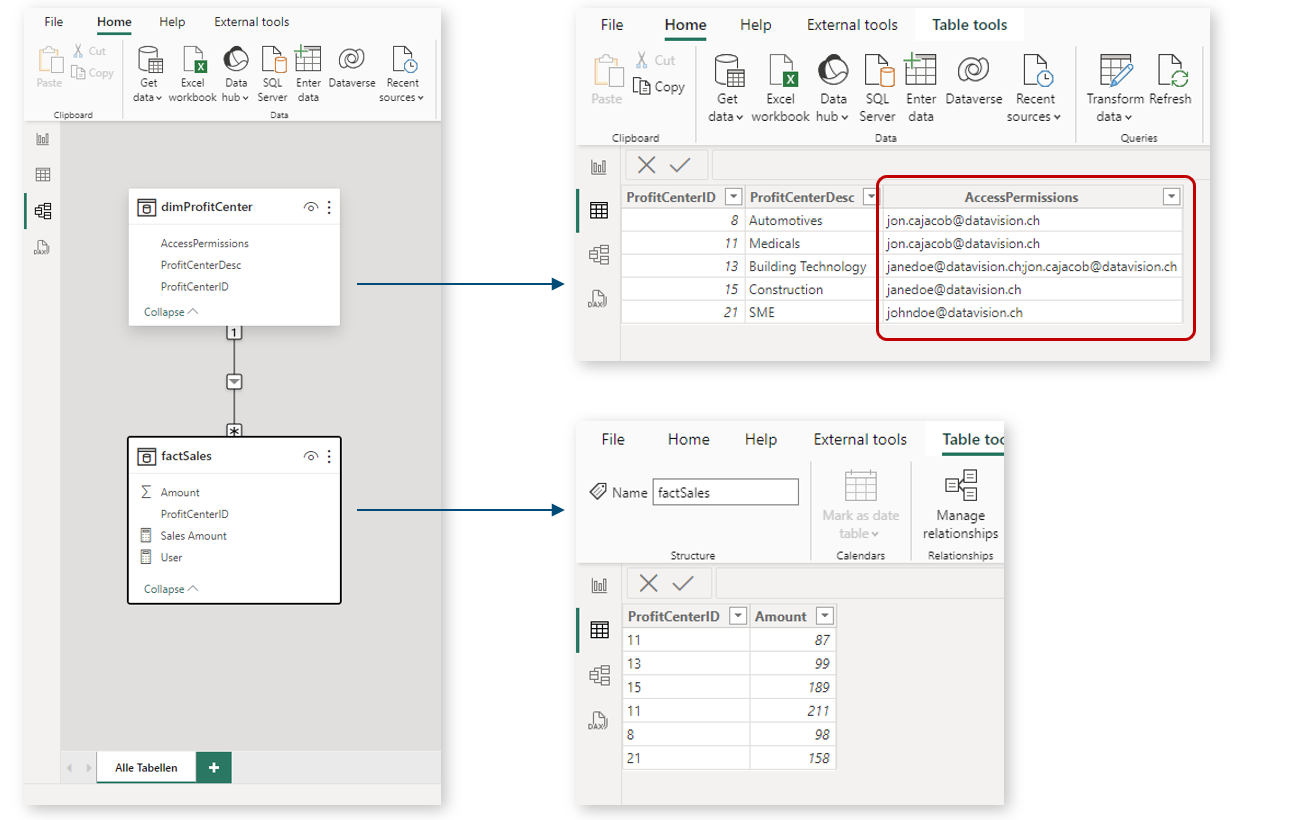 File Home Help External tools
Paste Cut Copy
Get data Excel workbook Data hub SQL Server Enter data Dataverse Recent sources
Clipboard Data
dimProfitCenter
AccessPermissions
ProfitCenterDesc
ProfitCenterID
Collapse
1
*
factSales
Amount
ProfitCenterID
Sales Amount
User
Collapse
Alle Tabellen +
File Home Help External tools Table tools
Paste Cut Copy
Get data Excel workbook Data hub SQL Server Enter data Dataverse Recent sources Transform data Refresh
Clipboard Data Queries
DAX
ProfitCenterID ProfitCenterDesc AccessPermissions
8 Automotives jon.cajacob@datavision.ch
11 Medicals jon.cajacob@datavision.ch
13 Building Technology janedoe@datavision.ch;jon.cajacob@datavision.ch
15 Construction janedoe@datavision.ch
21 SME johndoe@datavision.ch
File Home Help External tools Table too
Name factSales
Mark as date table Manage relationships
Structure Calendars Relationships
DAX
ProfitCenterID Amount
11 87
13 99
15 189
11 211
8 98
21 158